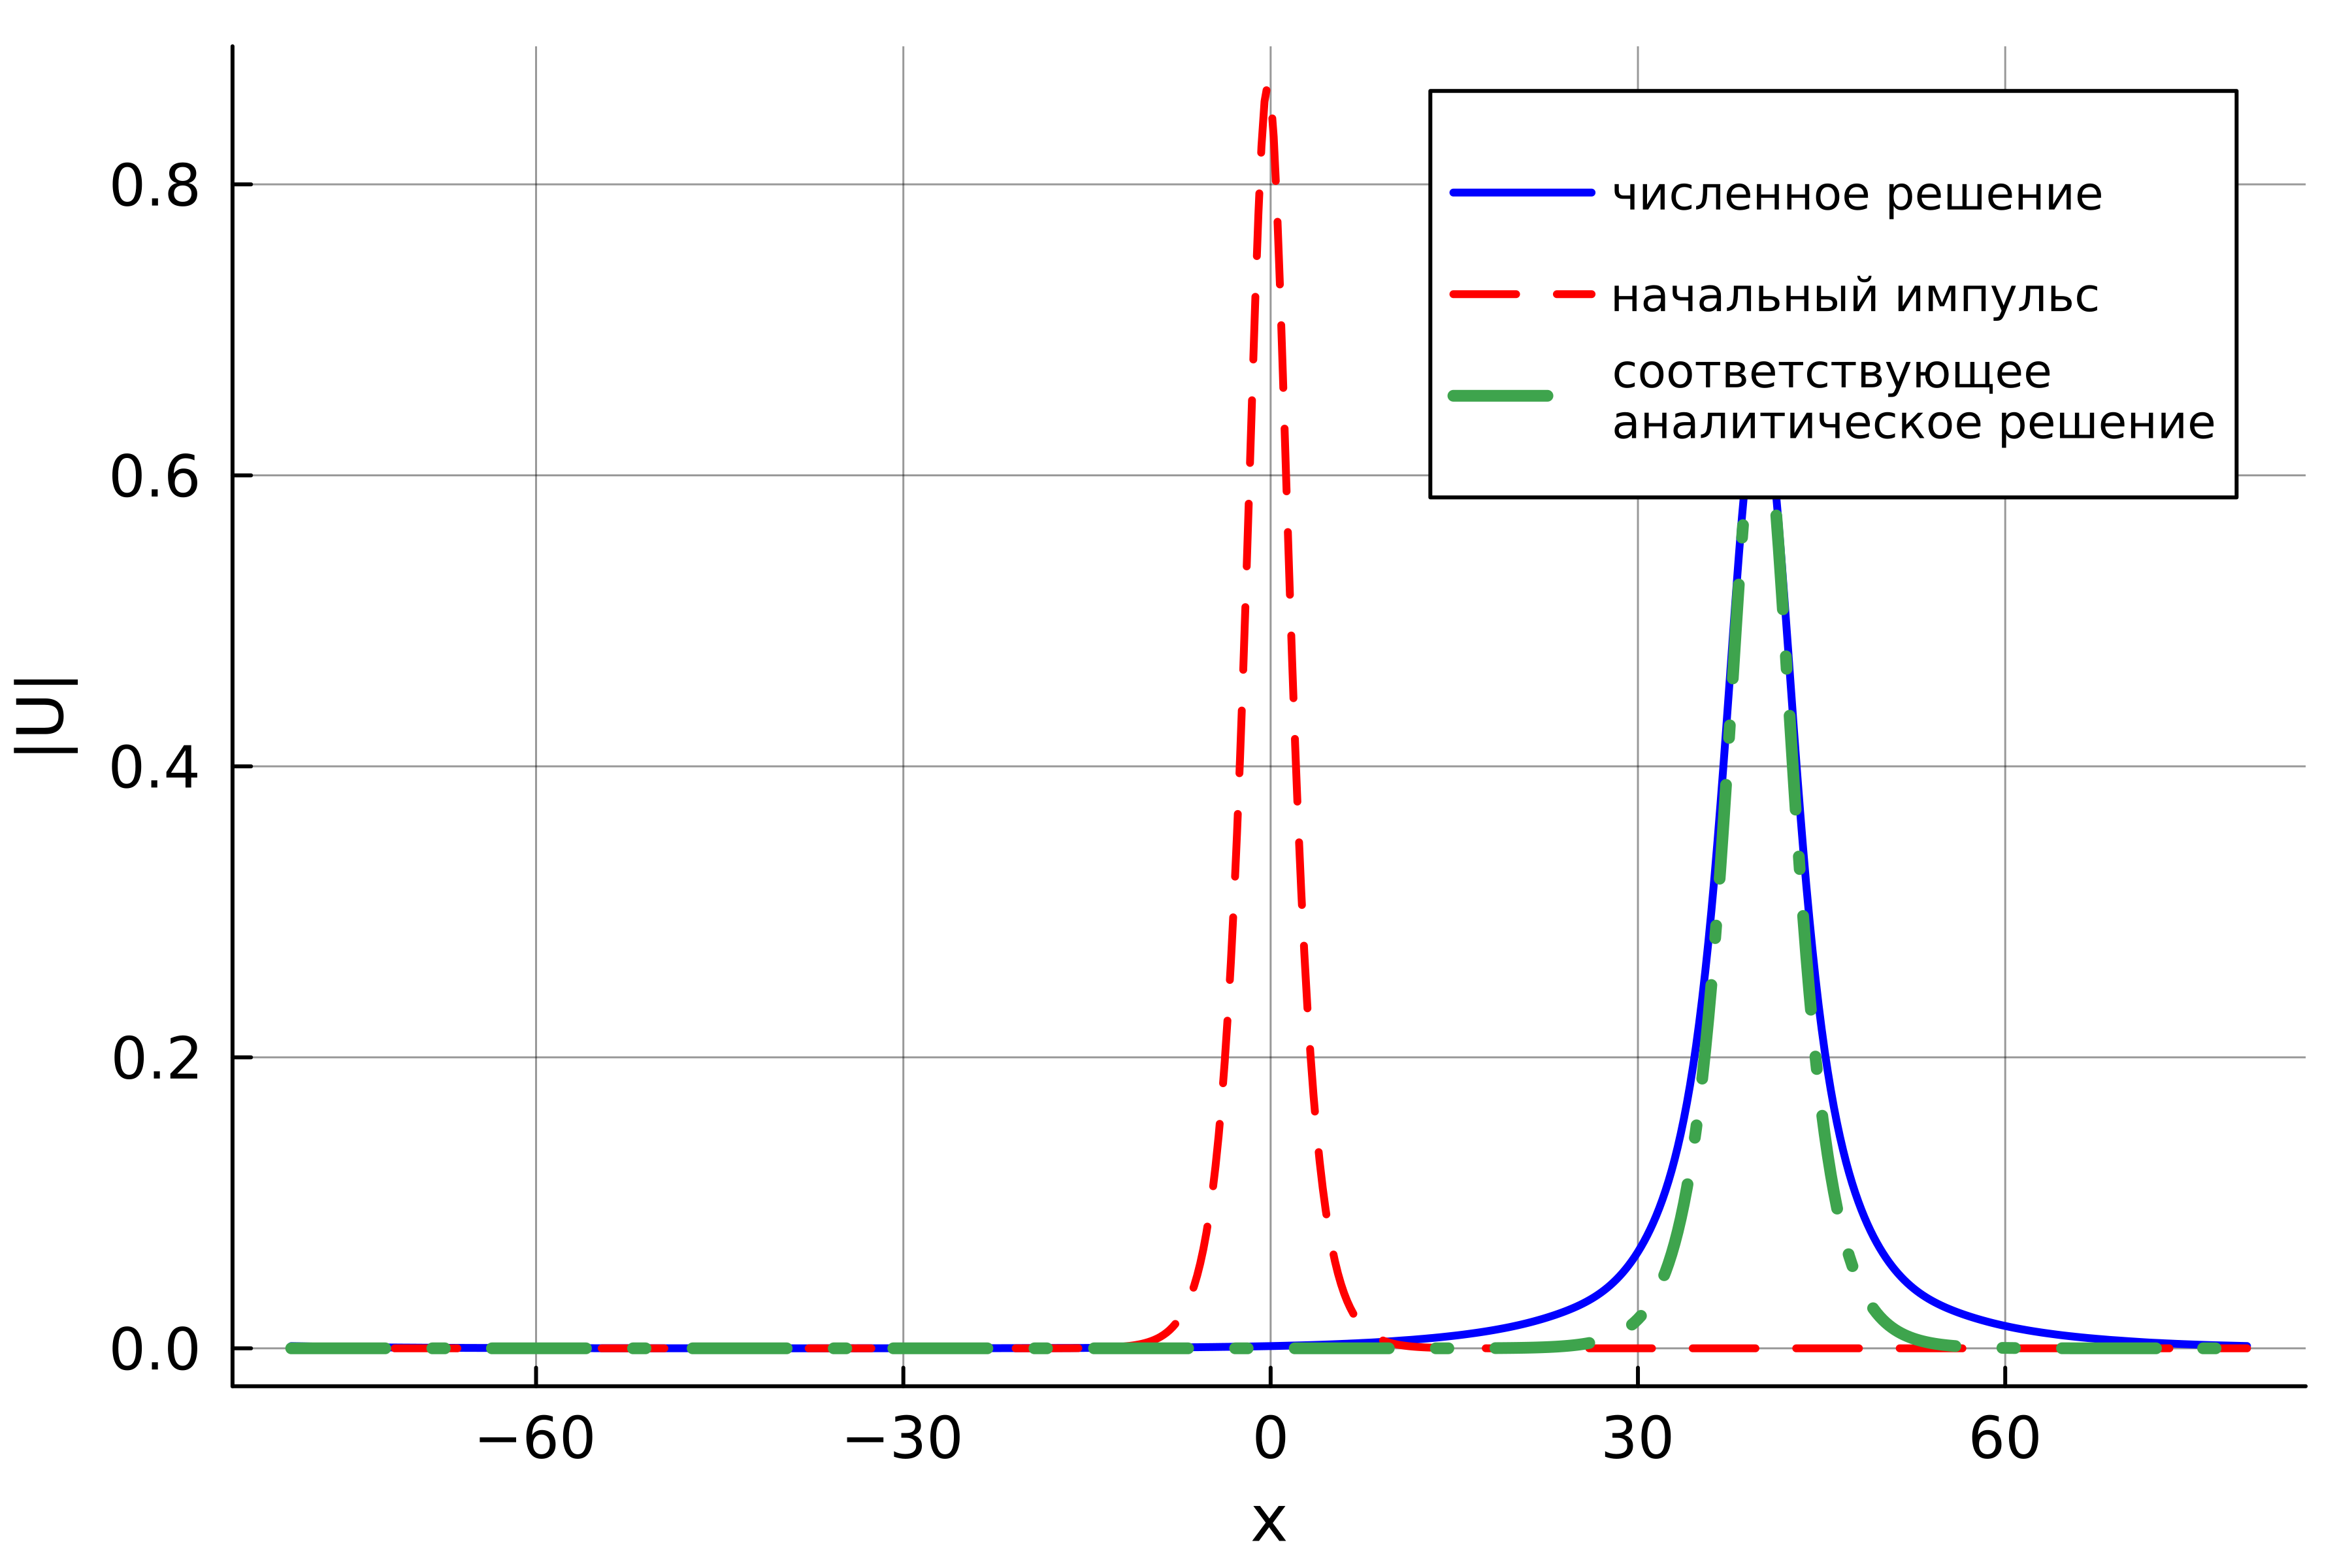 0.8
0.6
0.4
0.2
0.0
|U|
численное решение
начальный импульс
соответствующее
аналитическое решение
−60
−30
0
30
60
x